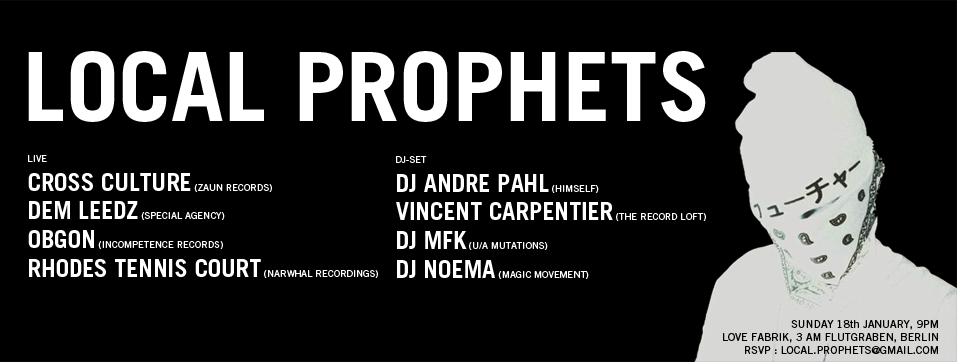 LOCAL PROPHETS
LIVE
CROSS CULTURE (ZAUN RECORDS)
DEM LEEDZ (SPECIAL AGENCY)
OBGON (INCOMPETENCE RECORDS)
RHODES TENNIS COURT (NARWHAL RECORDINGS)
DJ-SET
DJ ANDRE PAHL (HIMSELF)
VINCENT CARPENTIER (THE RECORD LOFT)
DJ MFK (U/A MUTATIONS)
DJ NOEMA (MAGIC MOVEMENT)
フューチャー
SUNDAY 18th JANUARY, 9PM
LOVE FABRIK, 3 AM FLUTGRABEN, BERLIN
RSVP : LOCAL.PROPHETS@GMAIL.COM